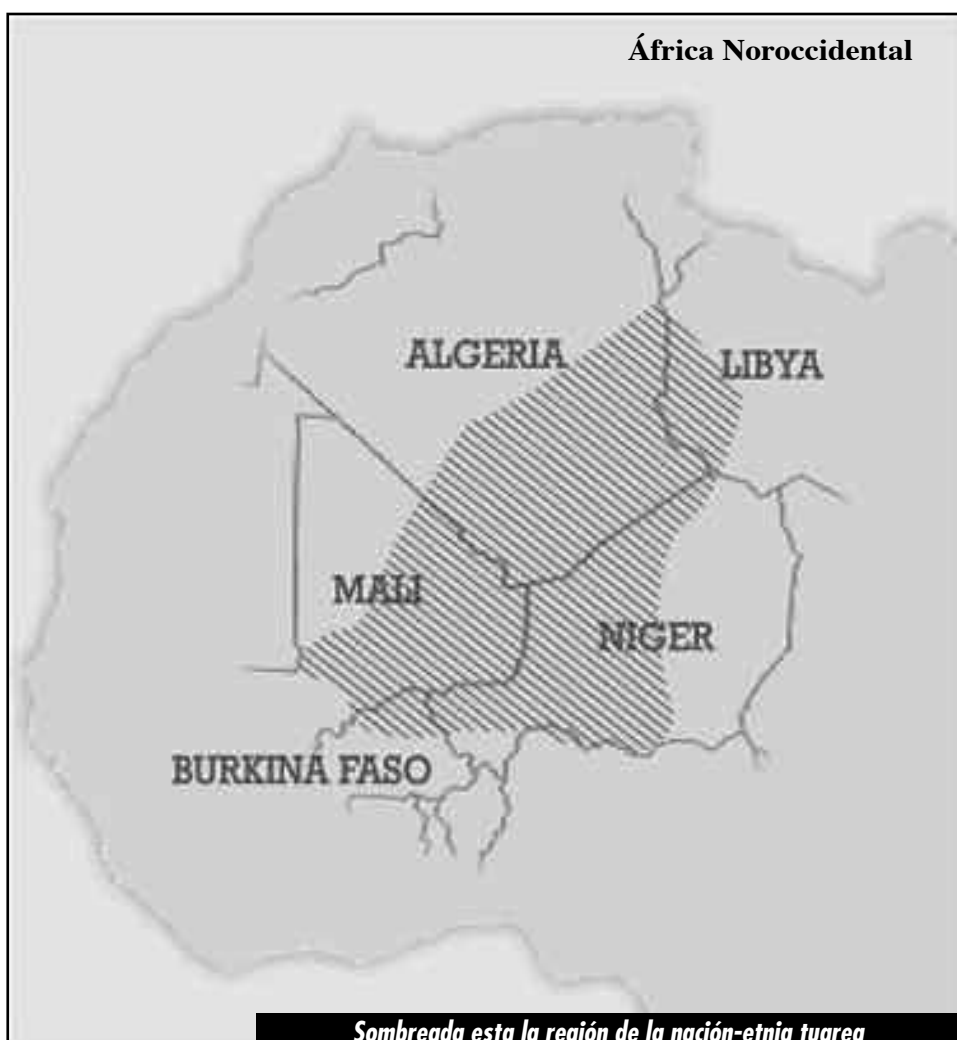 África Noroccidental
ALGERIA
LIBYA
MALI
NIGER
BURKINA FASO
Sombreada esta la región de la nación-etnia tuareg